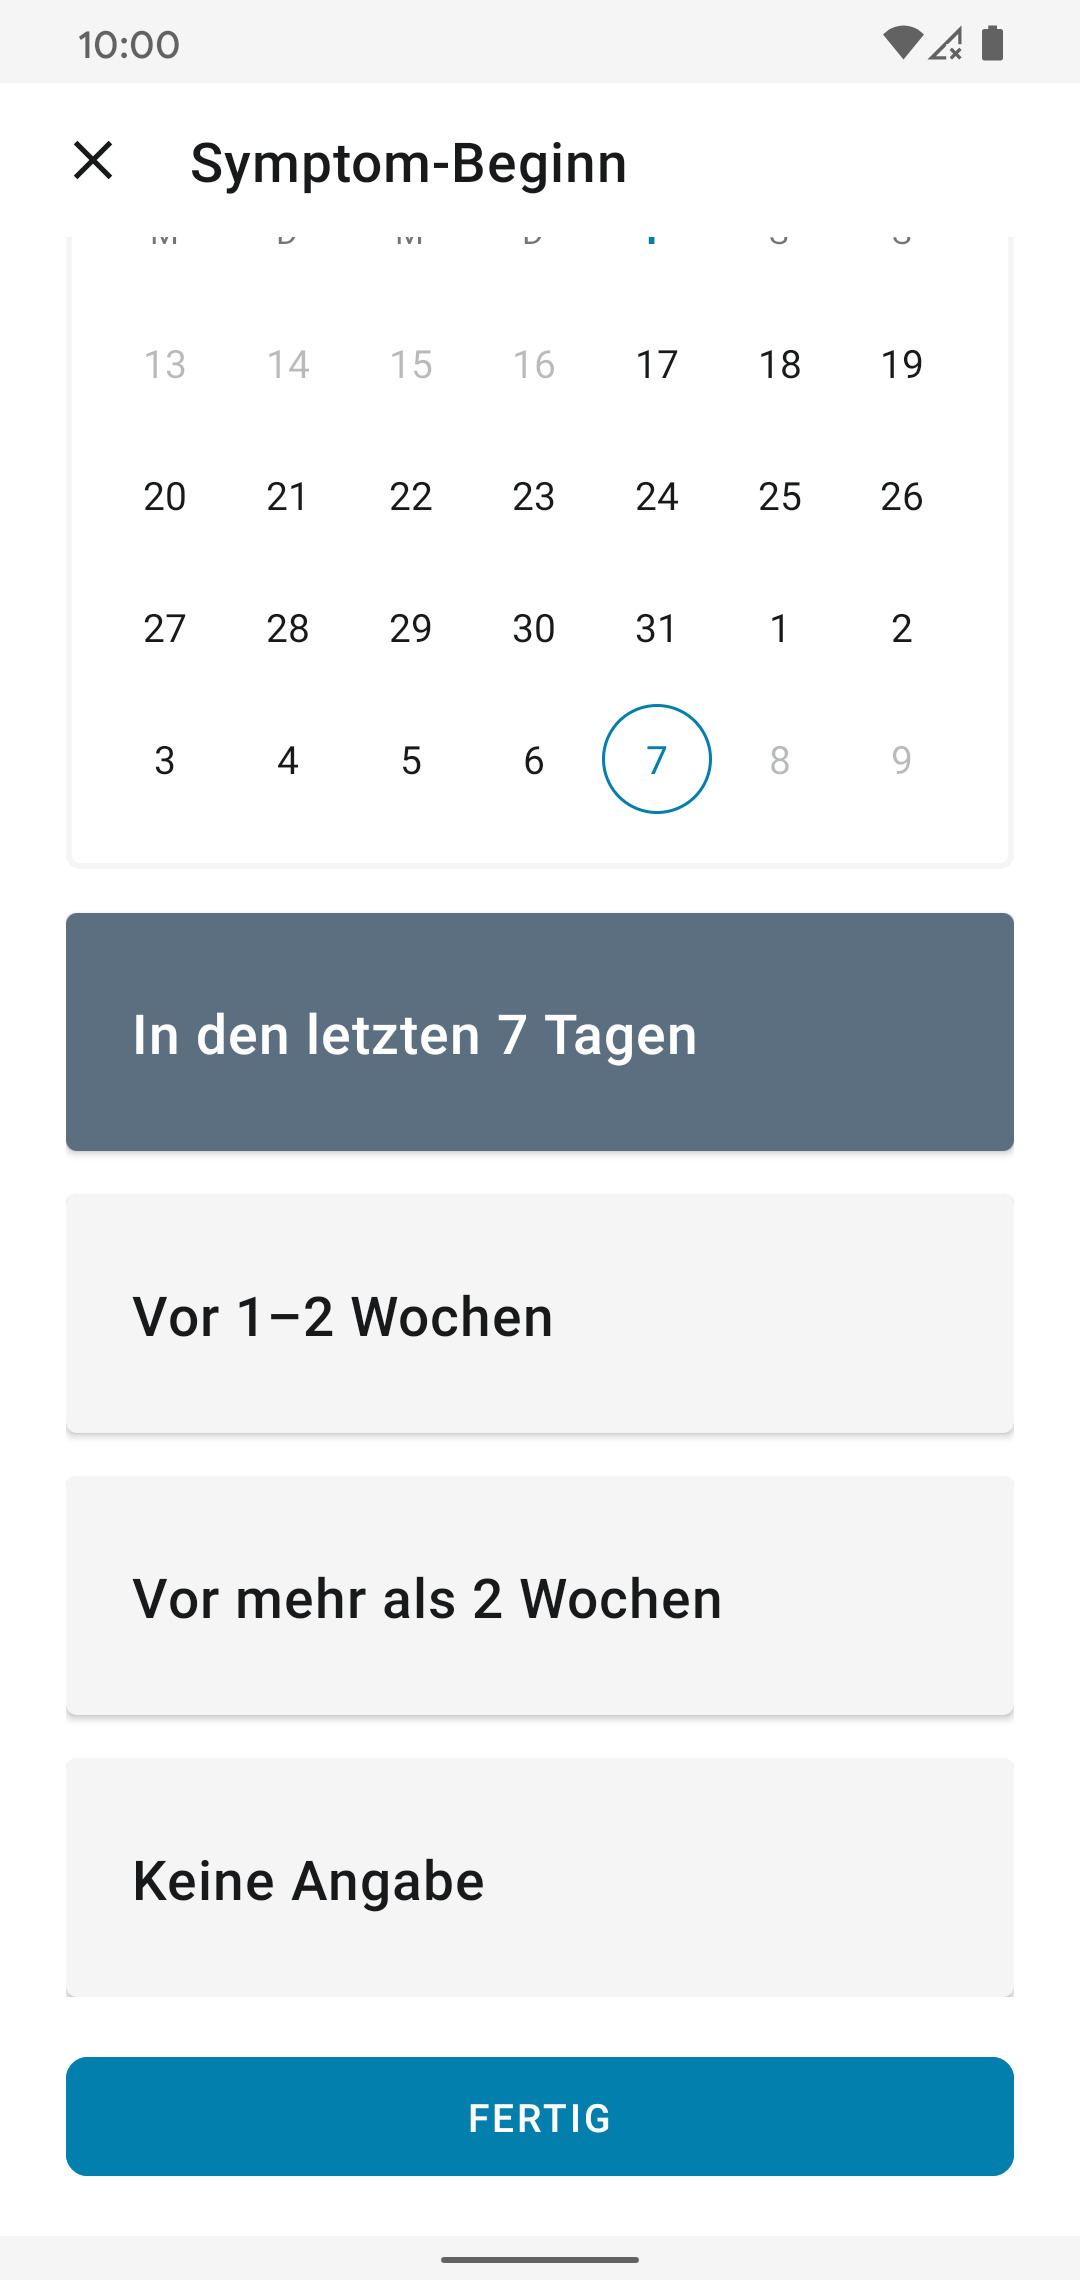 10:00
Symptom-Beginn
M D M D F S S
13 14 15 16 17 18 19
20 21 22 23 24 25 26
27 28 29 30 31 1 2
3 4 5 6 7 8 9
In den letzten 7 Tagen
Vor 1–2 Wochen
Vor mehr als 2 Wochen
Keine Angabe
FERTIG